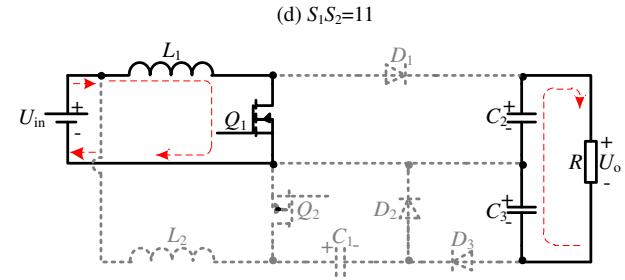 (d) S1S2=11
L1
D1
Uin
+
-
Q1
C2
+
-
R
+
Uo
-
Q2
D2
C3
+
-
L2
+
C1
-
D3